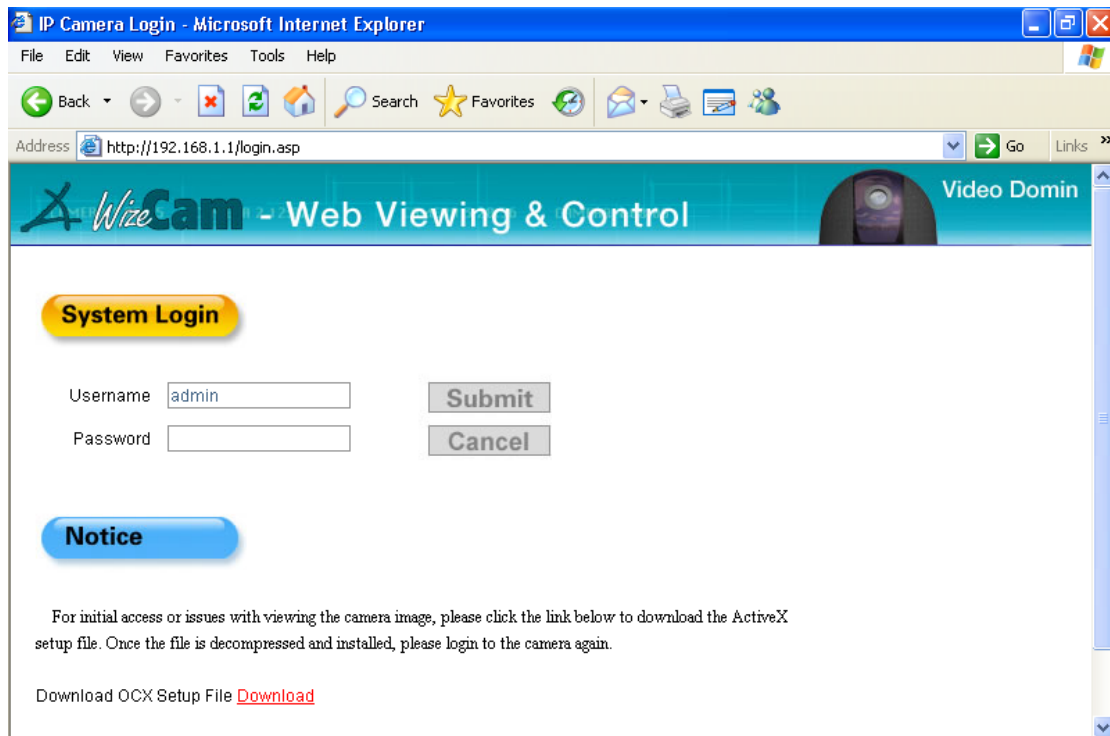 IP Camera Login - Microsoft Internet Explorer
File Edit View Favorites Tools Help
Back Search Favorites
Address http://192.168.1.1/login.asp Go Links »
WizeCam - Web Viewing & Control
Video Domin
System Login
Username admin Submit
Password Cancel
Notice
For initial access or issues with viewing the camera image, please click the link below to download the ActiveX
setup file. Once the file is decompressed and installed, please login to the camera again.
Download OCX Setup File Download